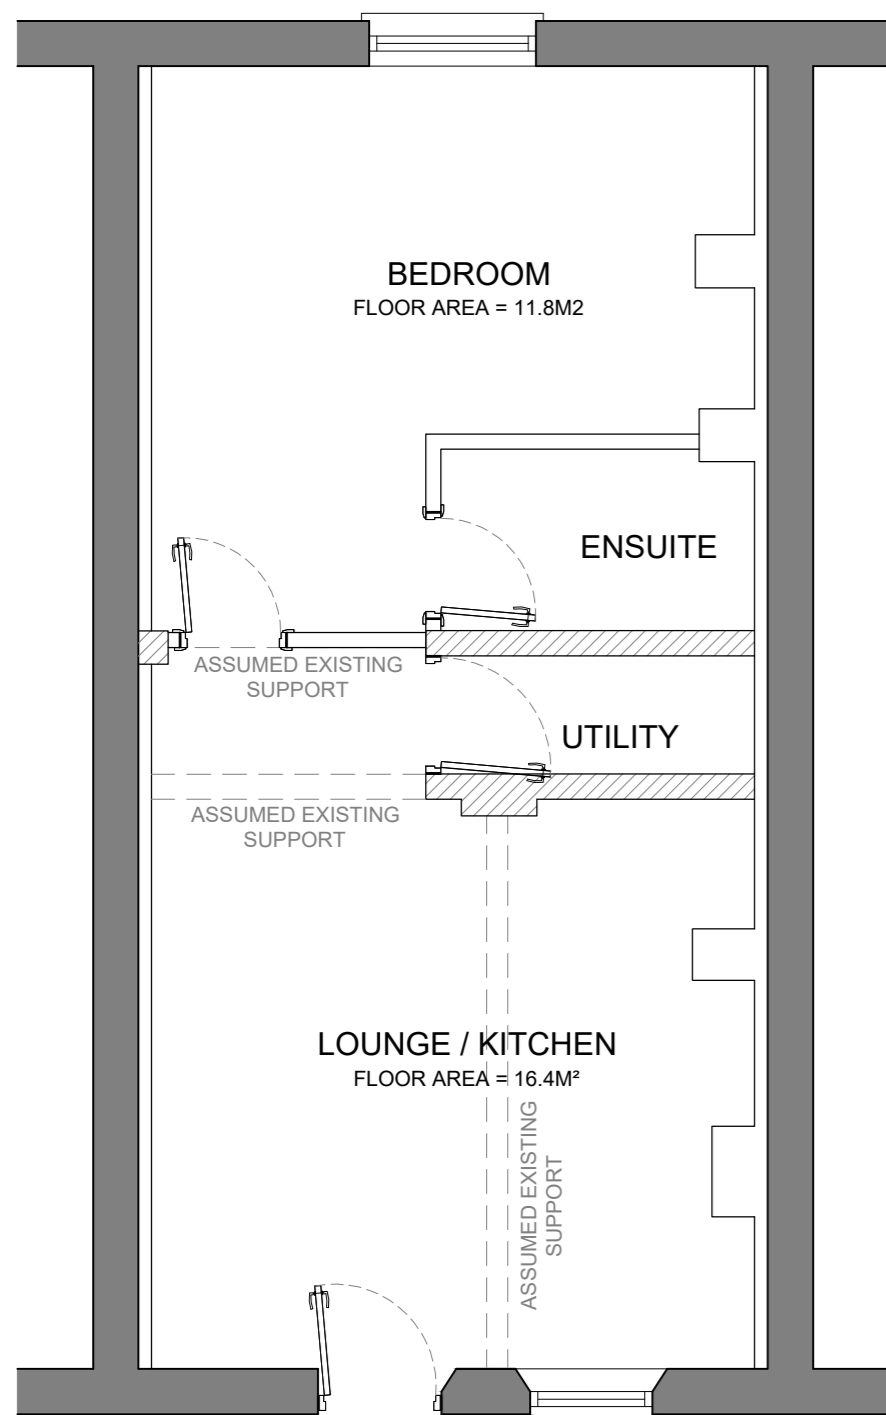 BEDROOM
FLOOR AREA = 11.8M2
ENSUITE
ASSUMED EXISTING
SUPPORT
UTILITY
ASSUMED EXISTING
SUPPORT
LOUNGE / KITCHEN
FLOOR AREA = 16.4M²
ASSUMED EXISTING
SUPPORT